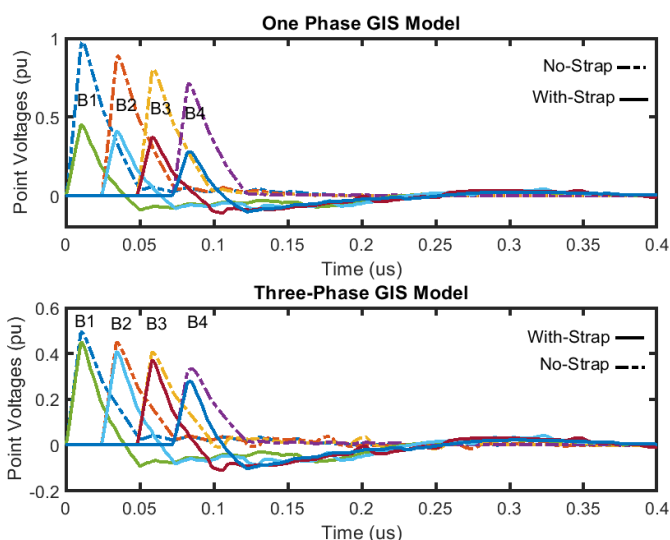 One Phase GIS Model
Point Voltages (pu)
1
0.5
0
B1
B2
B3
B4
No-Strap
With-Strap
0
0.05
0.1
0.15
0.2
0.25
0.3
0.35
0.4
Time (us)
Three-Phase GIS Model
Point Voltages (pu)
0.6
0.4
0.2
0
-0.2
B1
B2
B3
B4
With-Strap
No-Strap
0
0.05
0.1
0.15
0.2
0.25
0.3
0.35
0.4
Time (us)